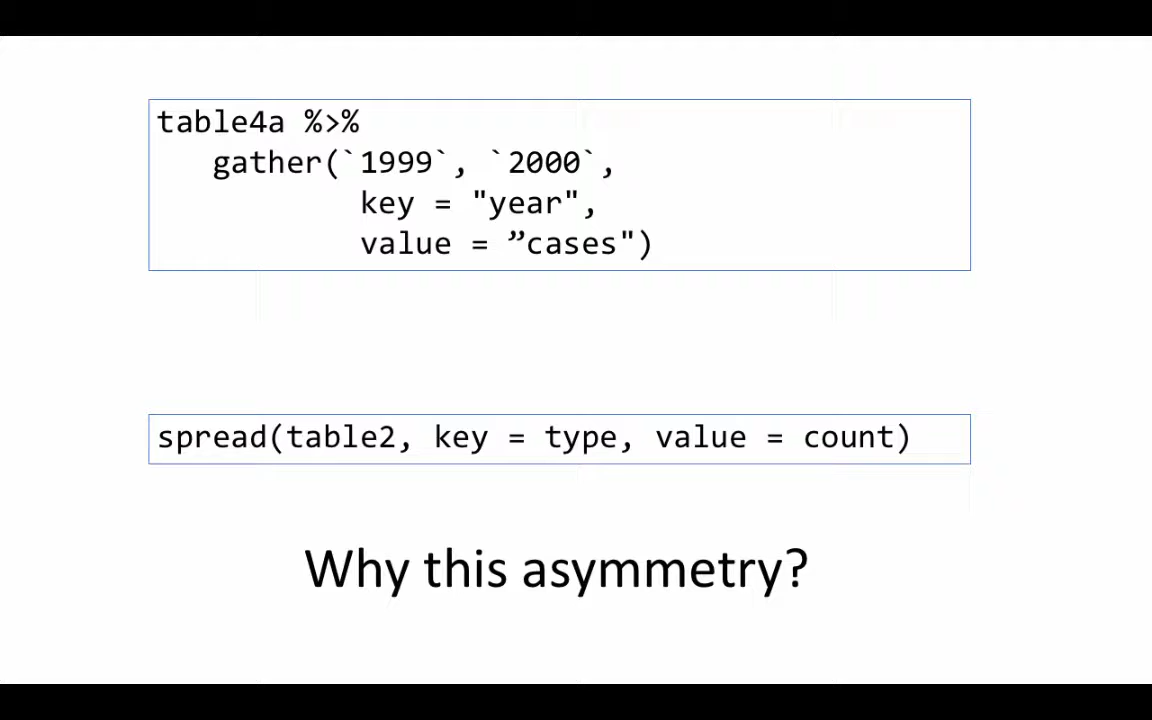 table4a %>%
gather(`1999`, `2000`,
key = "year",
value = ”cases")
spread(table2, key = type, value = count)
Why this asymmetry?